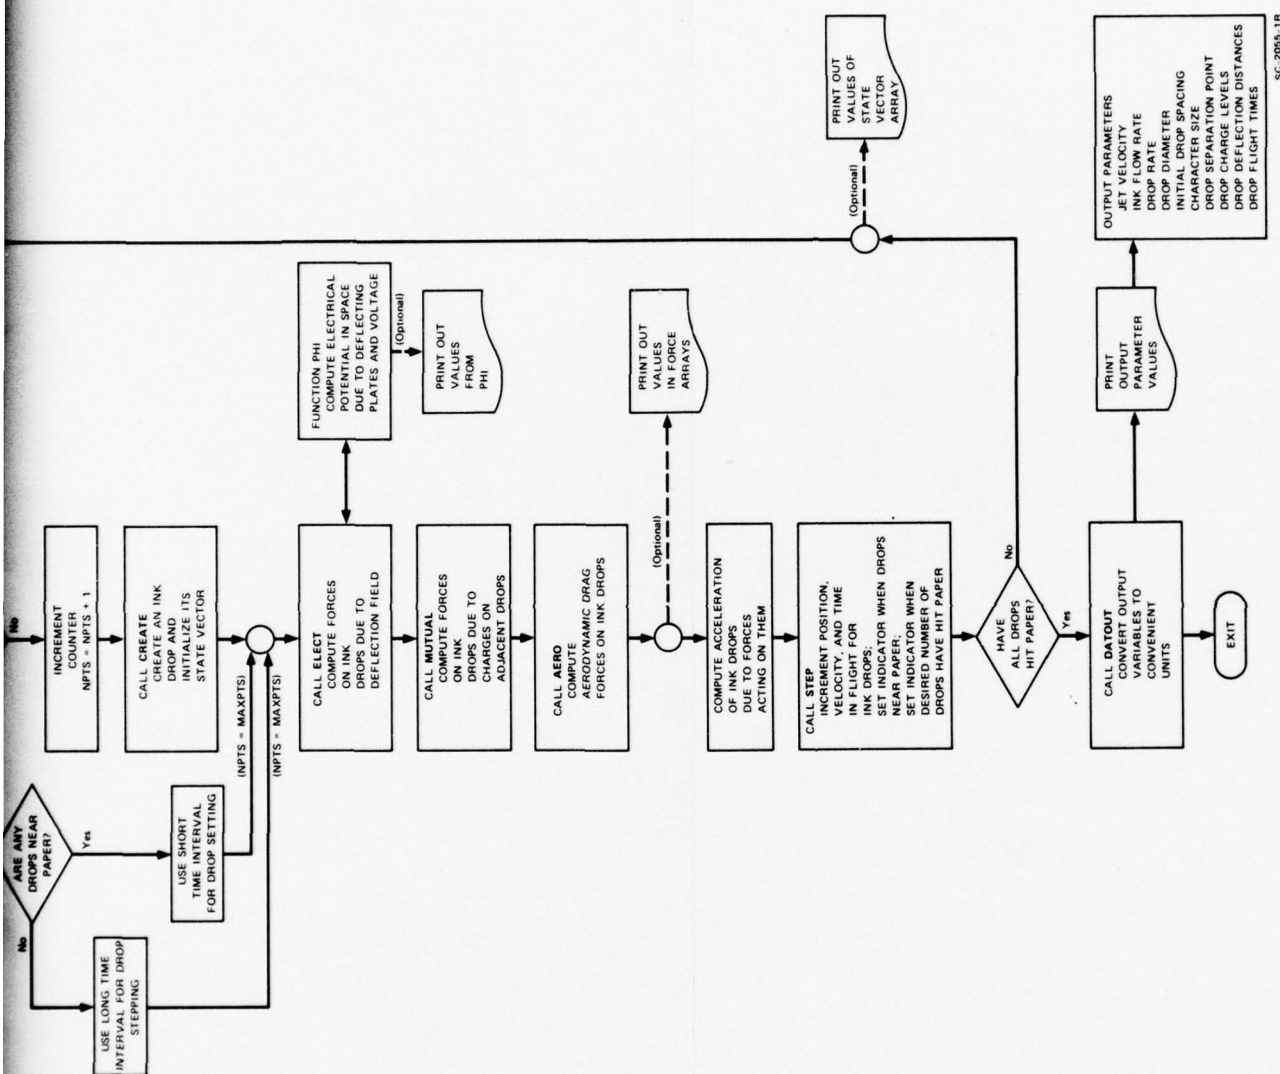 No
INCREMENT
COUNTER
NPTS = NPTS + 1
CALL CREATE
CREATE AN INK
DROP AND
INITIALIZE ITS
STATE VECTOR
ARE ANY
DROPS NEAR
PAPER?
Yes
No
USE SHORT
TIME INTERVAL
FOR DROP SETTING
USE LONG TIME
INTERVAL FOR DROP
STEPPING
(NPTS = MAXPTS)
(NPTS = MAXPTS)
CALL ELECT
COMPUTE FORCES
ON INK
DROPS DUE TO
DEFLECTION FIELD
FUNCTION PHI
COMPUTE ELECTRICAL
POTENTIAL IN SPACE
DUE TO DEFLECTING
PLATES AND VOLTAGE
(Optional)
PRINT OUT
VALUES
FROM
PHI
CALL MUTUAL
COMPUTE FORCES
ON INK
DROPS DUE TO
CHARGES ON
ADJACENT DROPS
CALL AERO
COMPUTE
AERODYNAMIC DRAG
FORCES ON INK DROPS
(Optional)
PRINT OUT
VALUES
IN FORCE
ARRAYS
COMPUTE ACCELERATION
OF INK DROPS
DUE TO FORCES
ACTING ON THEM
CALL STEP
INCREMENT POSITION,
VELOCITY, AND TIME
IN FLIGHT FOR
INK DROPS;
SET INDICATOR WHEN DROPS
NEAR PAPER;
SET INDICATOR WHEN
DESIRED NUMBER OF
DROPS HAVE HIT PAPER
HAVE
ALL DROPS
HIT PAPER?
No
Yes
(Optional)
PRINT OUT
VALUES OF
STATE
VECTOR
ARRAY
CALL DATOUT
CONVERT OUTPUT
VARIABLES TO
CONVENIENT
UNITS
PRINT
OUTPUT
PARAMETER
VALUES
OUTPUT PARAMETERS
JET VELOCITY
INK FLOW RATE
DROP RATE
DROP DIAMETER
INITIAL DROP SPACING
CHARACTER SIZE
DROP SEPARATION POINT
DROP CHARGE LEVELS
DROP DEFLECTION DISTANCES
DROP FLIGHT TIMES
EXIT
SC-2055-1R